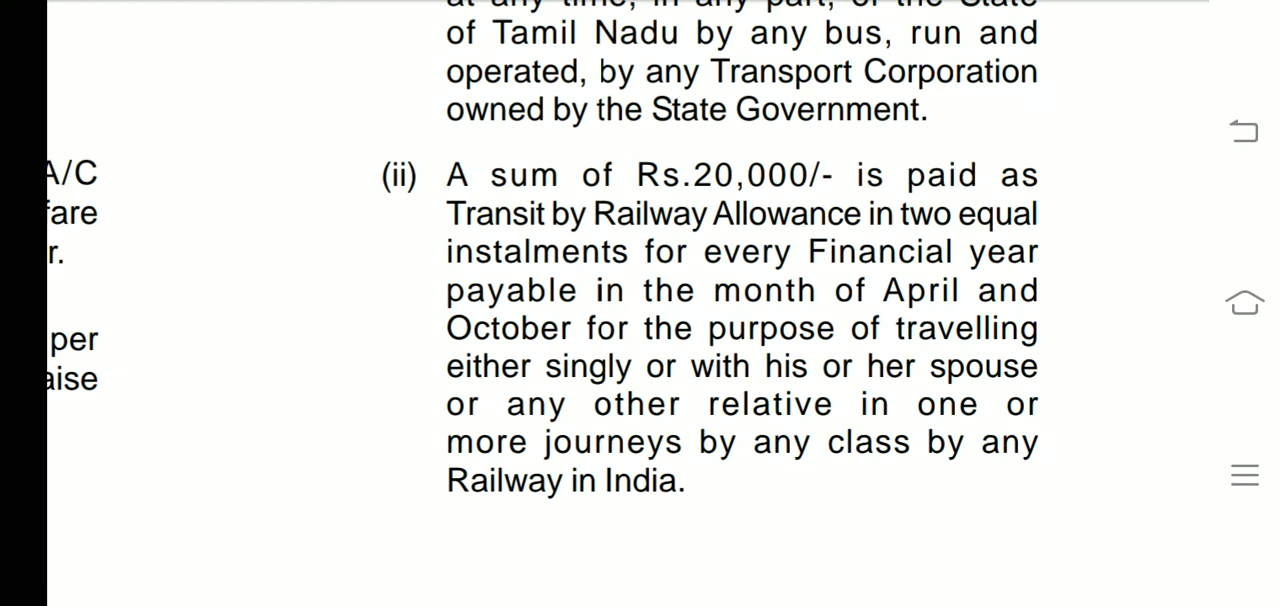 of Tamil Nadu by any bus, run and
operated, by any Transport Corporation
owned by the State Government.
A/C
fare
r.
per
aise
(ii) A sum of Rs.20,000/- is paid as
Transit by Railway Allowance in two equal
instalments for every Financial year
payable in the month of April and
October for the purpose of travelling
either singly or with his or her spouse
or any other relative in one or
more journeys by any class by any
Railway in India.